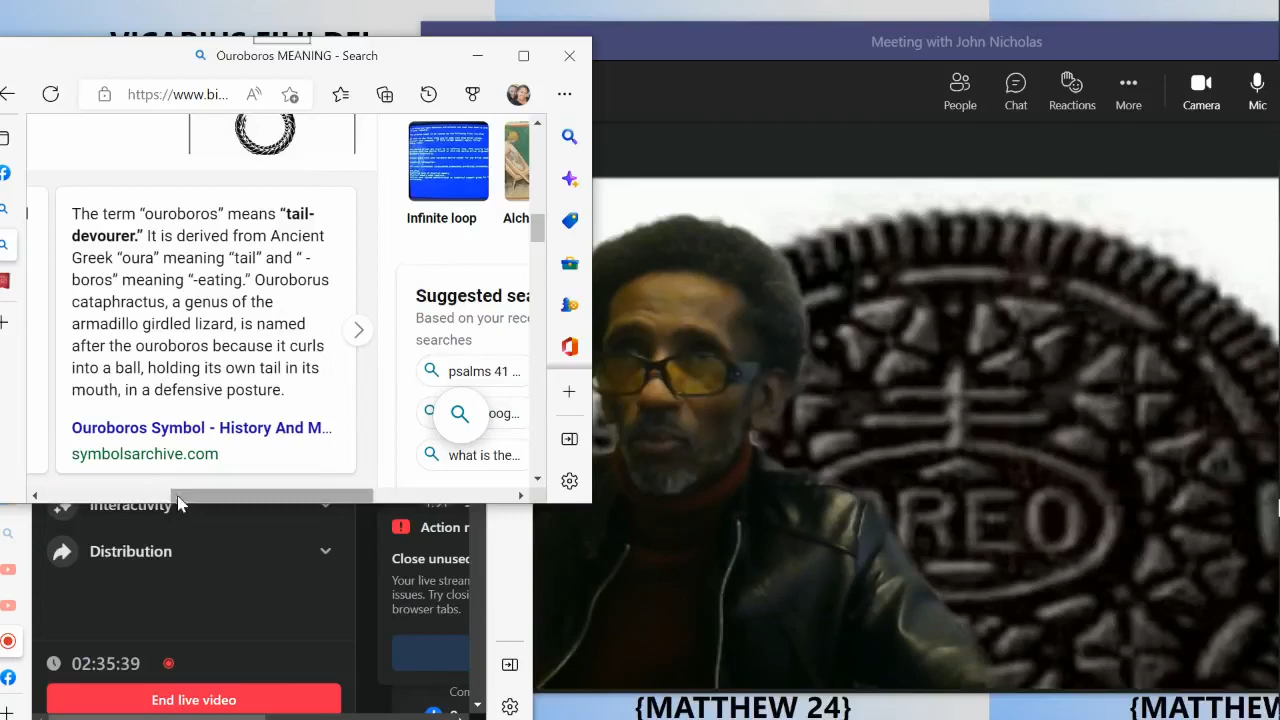 Meeting with John Nicholas
Ouroboros MEANING - Search
https://www.bi...
People
Chat
Reactions
More
Camera
Mic
The term “ouroboros” means “tail-
devourer.” It is derived from Ancient
Greek “oura” meaning “tail” and “ -
boros” meaning “-eating.” Ouroborus
cataphractus, a genus of the
armadillo girdled lizard, is named
after the ouroboros because it curls
into a ball, holding its own tail in its
mouth, in a defensive posture.
Ouroboros Symbol - History And M...
symbolsarchive.com
Infinite loop
Alch
Suggested sea
Based on your rece
searches
psalms 41 ...
oog...
what is the...
OREO
Interactivity
Distribution
02:35:39
End live video
Action r
Close unused
Your live strean
issues. Try closi
browser tabs.
Con
{MATTHEW 24}
{MATTHEW